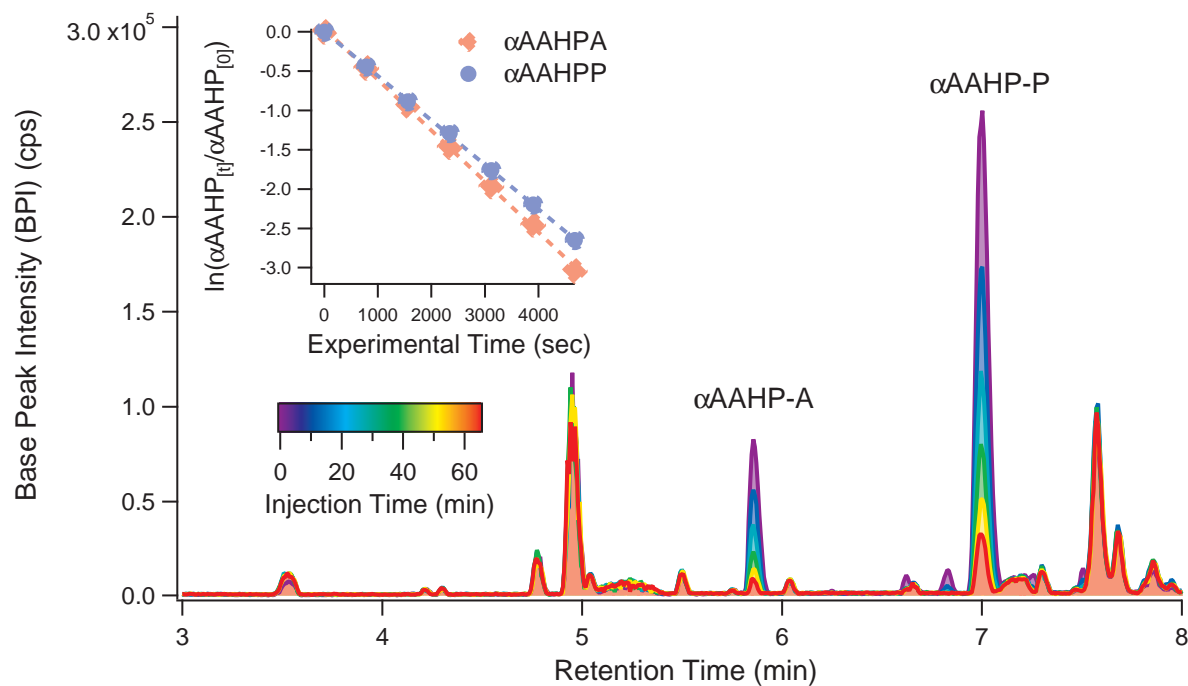 3.0 x10⁵
2.5
2.0
1.5
1.0
0.5
0.0
Base Peak Intensity (BPI) (cps)
3
4
5
6
7
8
Retention Time (min)
0.0
-0.5
-1.0
-1.5
-2.0
-2.5
-3.0
ln(αAAHP[t]/αAAHP[0])
0
1000
2000
3000
4000
Experimental Time (sec)
αAAHPA
αAAHPP
0
20
40
60
Injection Time (min)
αAAHP-A
αAAHP-P